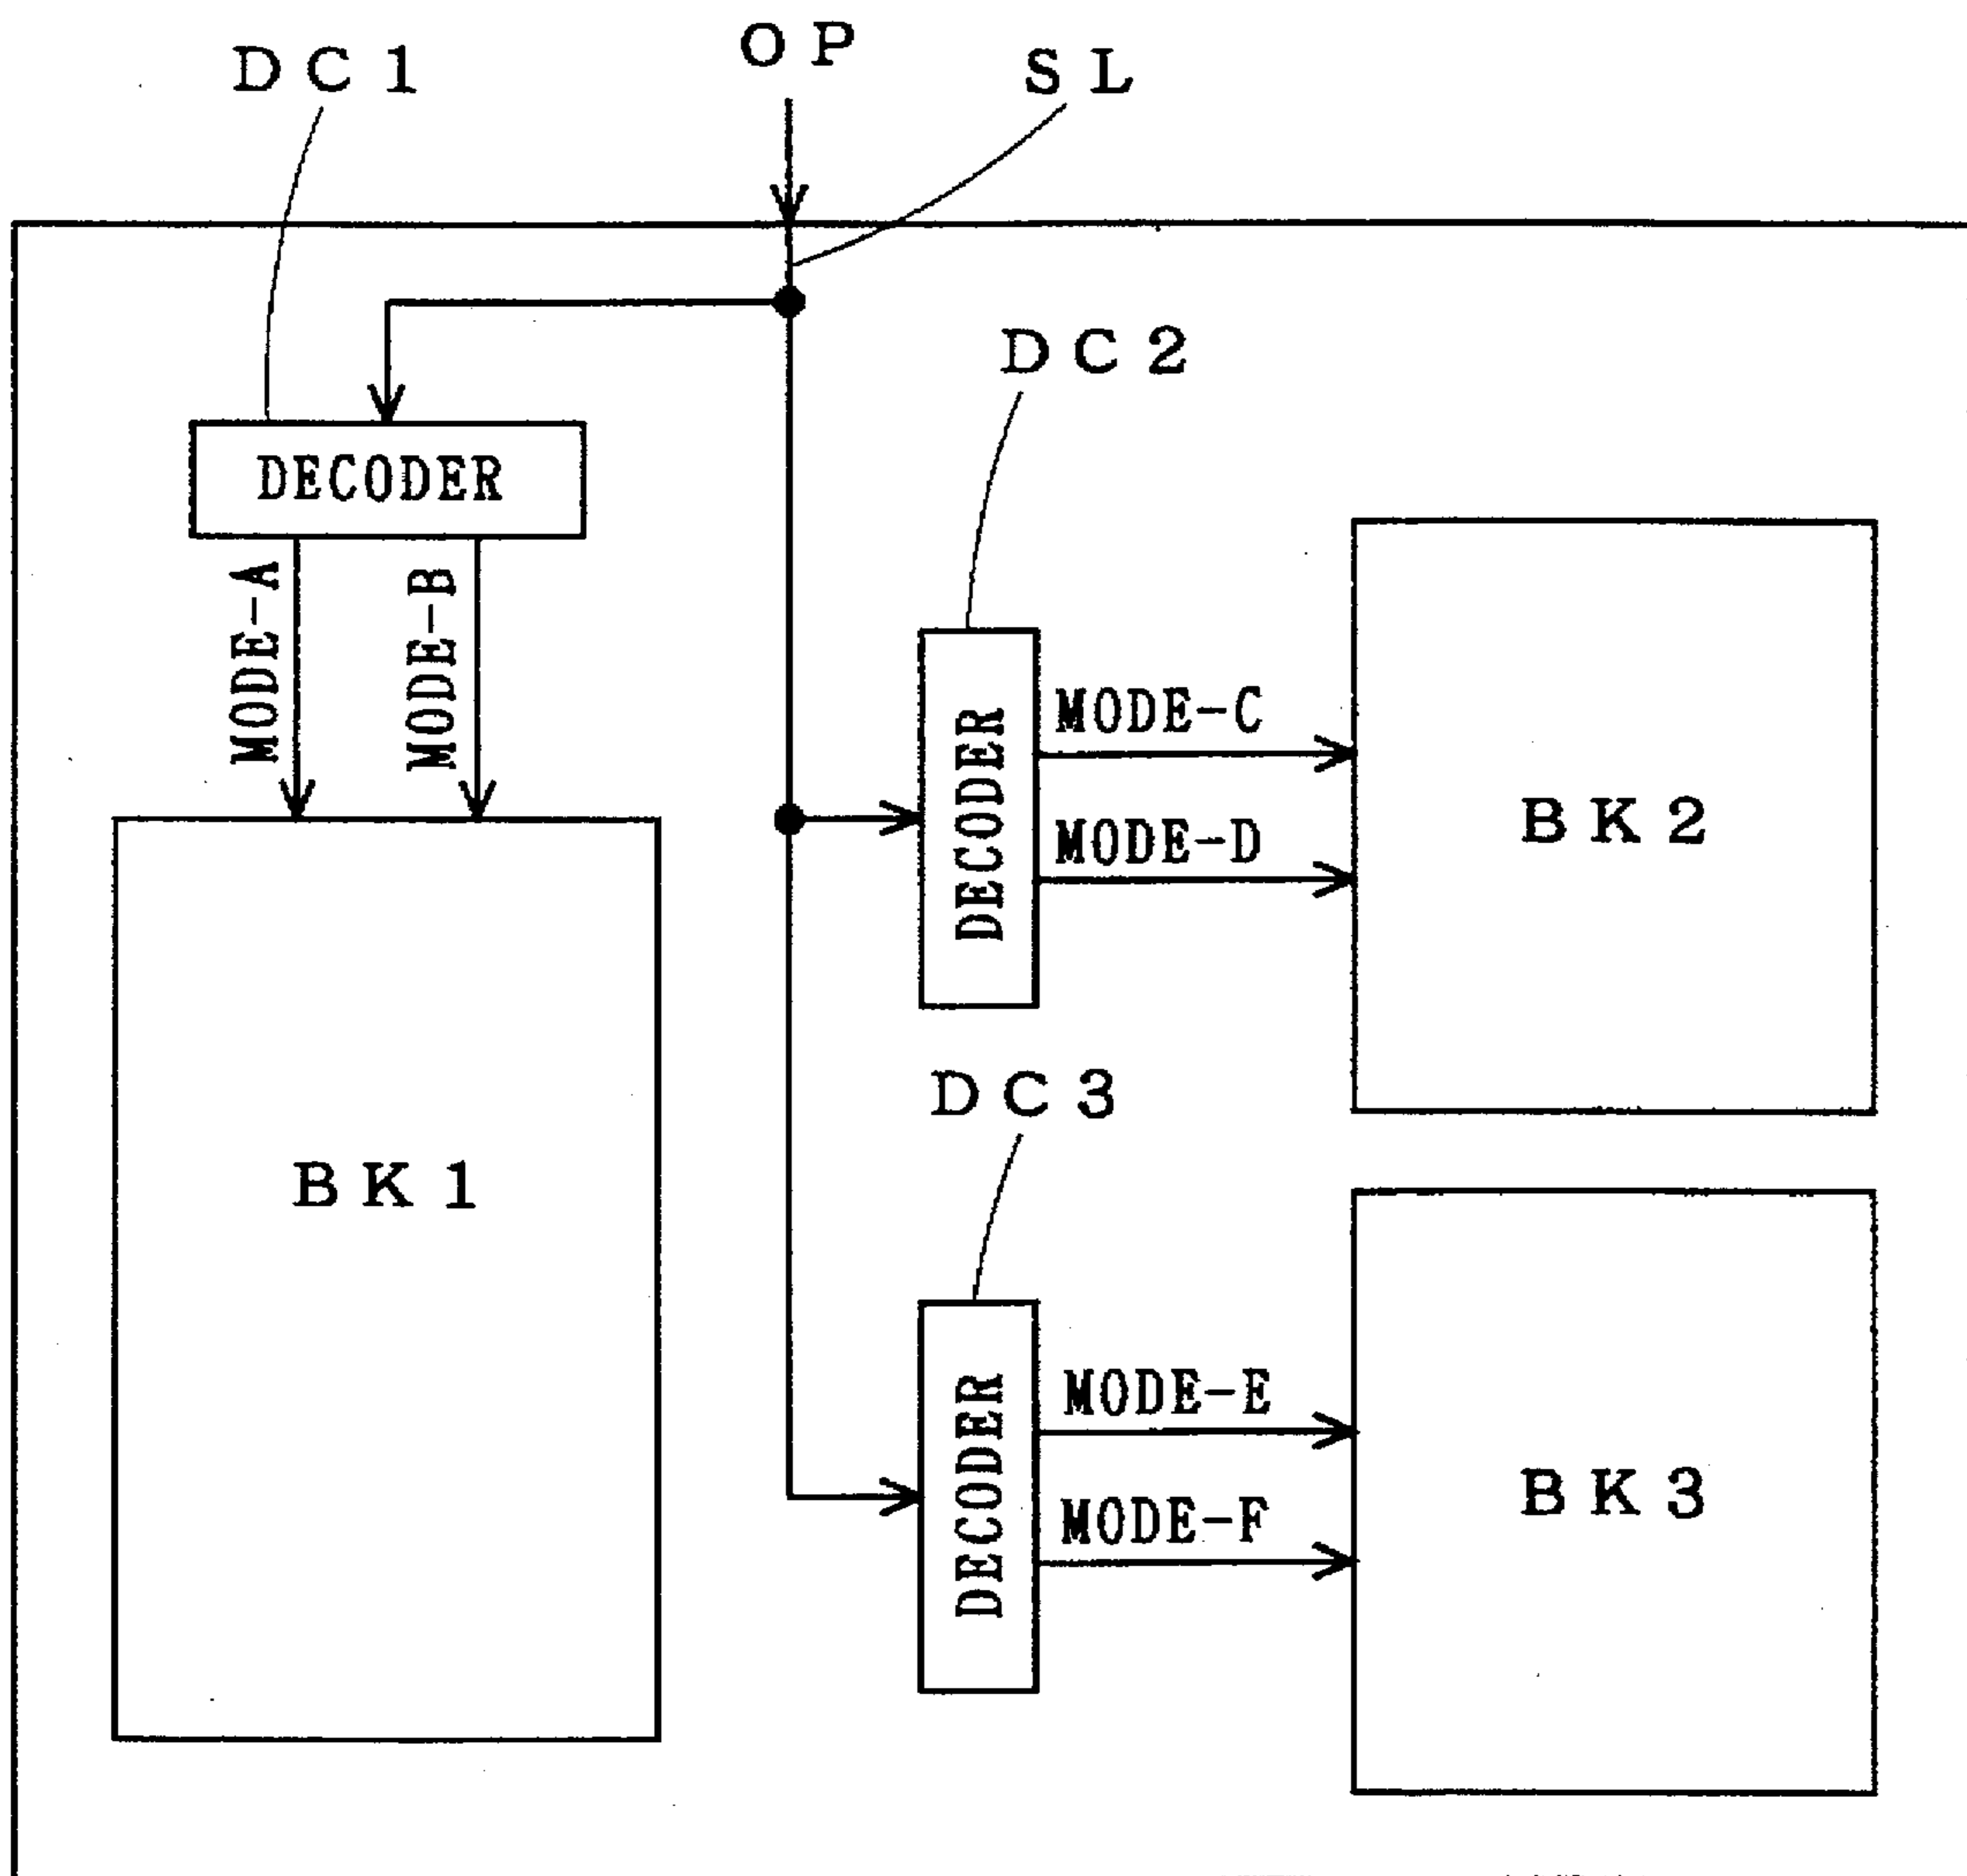 OP
DC1
SL
DC2
DECODER
MODE-A
MODE-B
DECODER
MODE-C
MODE-D
BK2
DC3
BK1
DECODER
MODE-E
MODE-F
BK3